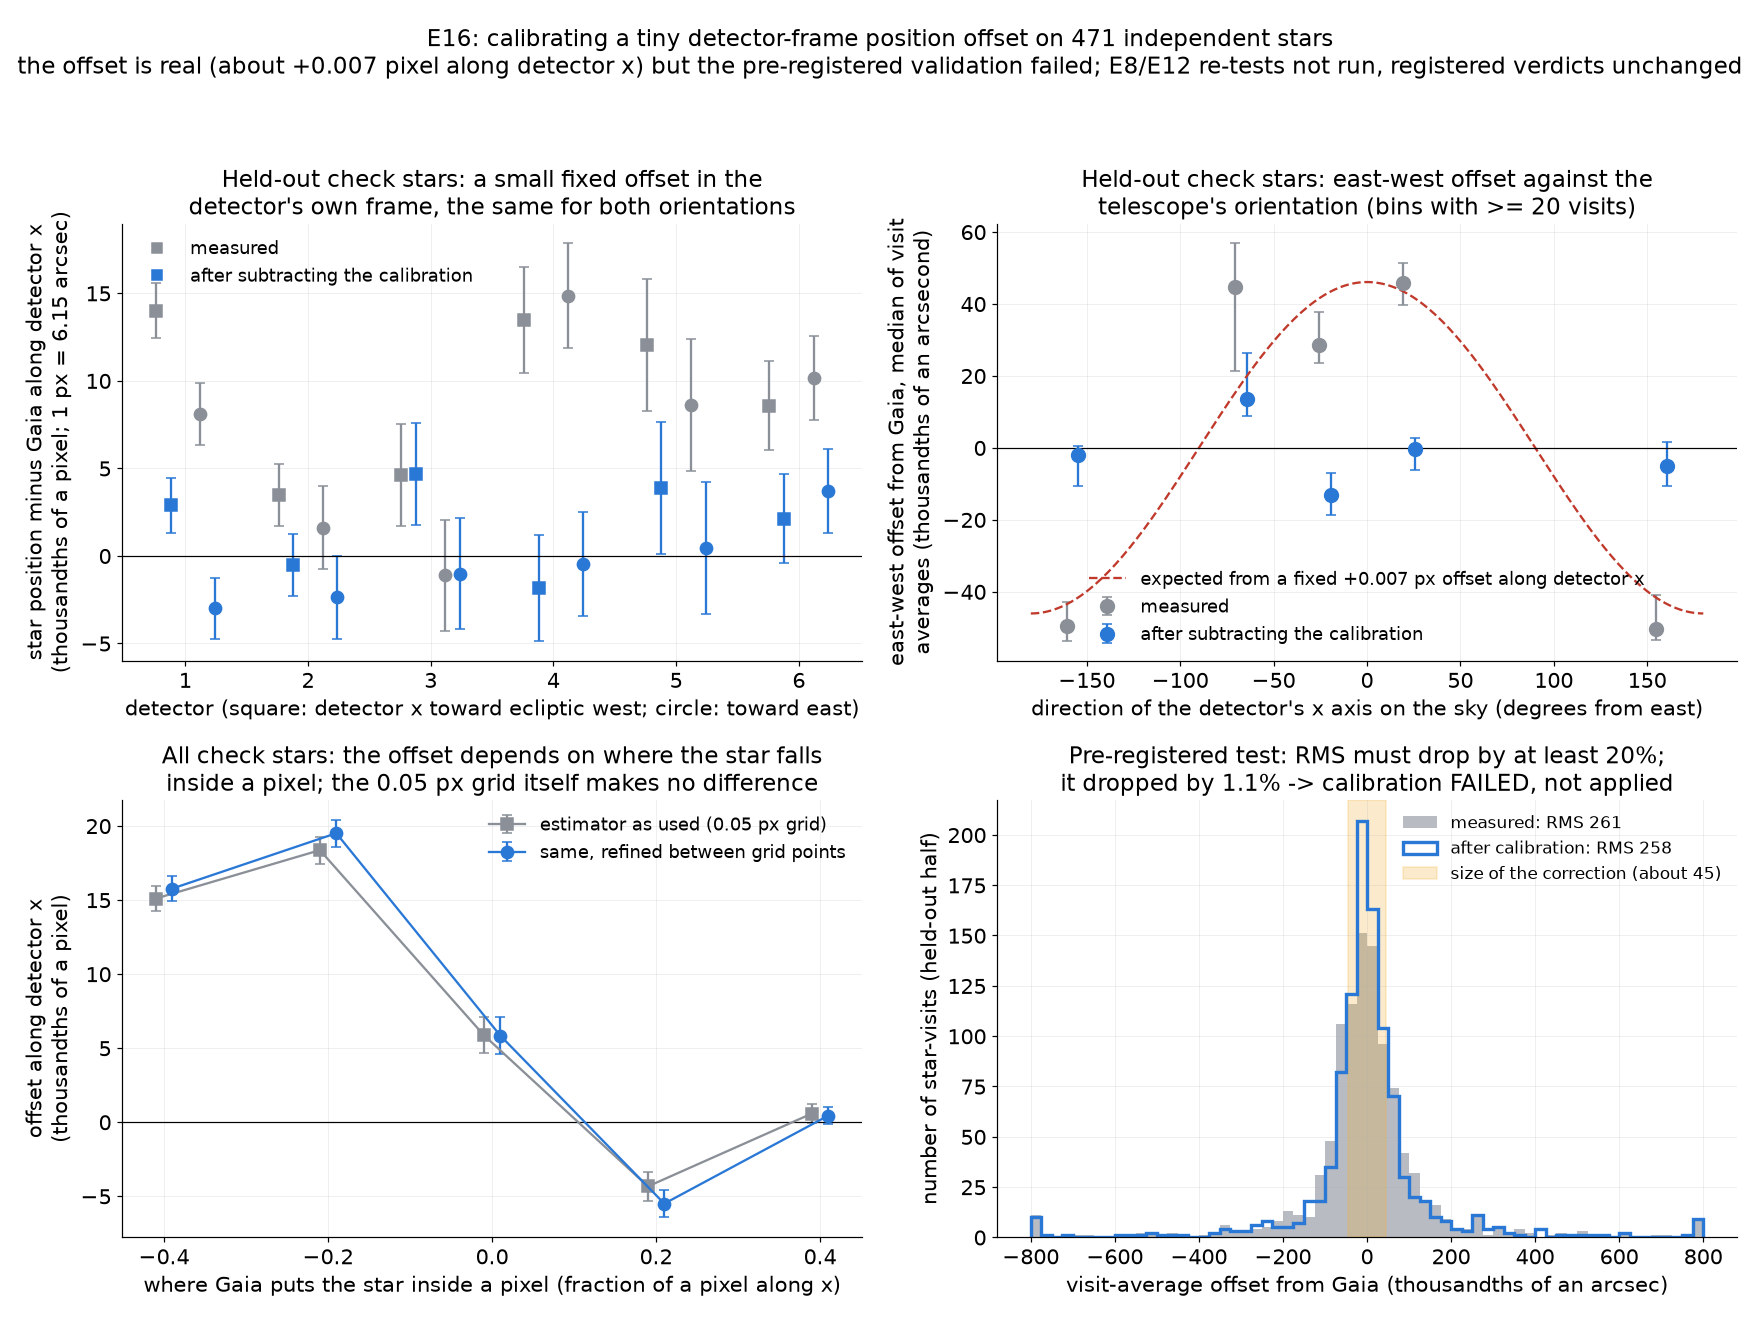 E16: calibrating a tiny detector-frame position offset on 471 independent stars
the offset is real (about +0.007 pixel along detector x) but the pre-registered validation failed; E8/E12 re-tests not run, registered verdicts unchanged
Held-out check stars: a small fixed offset in the
detector's own frame, the same for both orientations
star position minus Gaia along detector x
(thousandths of a pixel; 1 px = 6.15 arcsec)
measured
after subtracting the calibration
15
10
5
0
−5
1
2
3
4
5
6
detector (square: detector x toward ecliptic west; circle: toward east)
Held-out check stars: east-west offset against the
telescope's orientation (bins with >= 20 visits)
east-west offset from Gaia, median of visit
averages (thousandths of an arcsecond)
60
40
20
0
−20
−40
expected from a fixed +0.007 px offset along detector x
measured
after subtracting the calibration
−150
−100
−50
0
50
100
150
direction of the detector's x axis on the sky (degrees from east)
All check stars: the offset depends on where the star falls
inside a pixel; the 0.05 px grid itself makes no difference
offset along detector x
(thousandths of a pixel)
estimator as used (0.05 px grid)
same, refined between grid points
20
15
10
5
0
−5
−0.4
−0.2
0.0
0.2
0.4
where Gaia puts the star inside a pixel (fraction of a pixel along x)
Pre-registered test: RMS must drop by at least 20%;
it dropped by 1.1% -> calibration FAILED, not applied
number of star-visits (held-out half)
measured: RMS 261
after calibration: RMS 258
size of the correction (about 45)
200
175
150
125
100
75
50
25
0
−800
−600
−400
−200
0
200
400
600
800
visit-average offset from Gaia (thousandths of an arcsec)